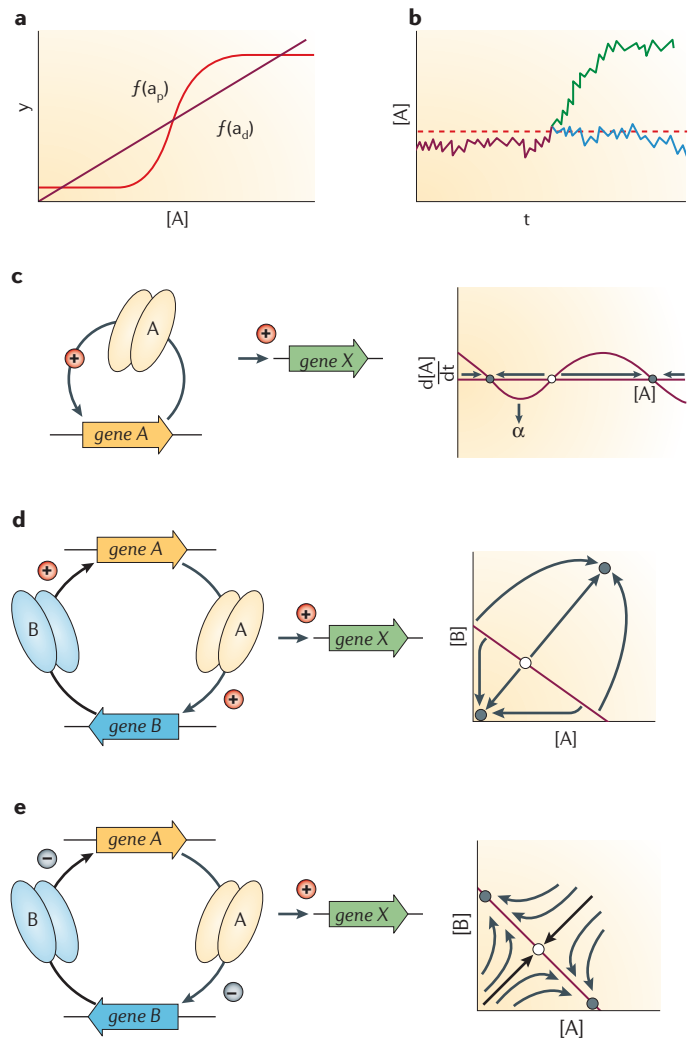 a
y
f(ap)
f(ad)
[A]
b
[A]
t
c
A
+
gene A
+
gene X
d[A]
dt
[A]
α
d
gene A
+
B
A
+
gene B
+
gene X
[B]
[A]
e
gene A
−
B
A
−
gene B
+
gene X
[B]
[A]